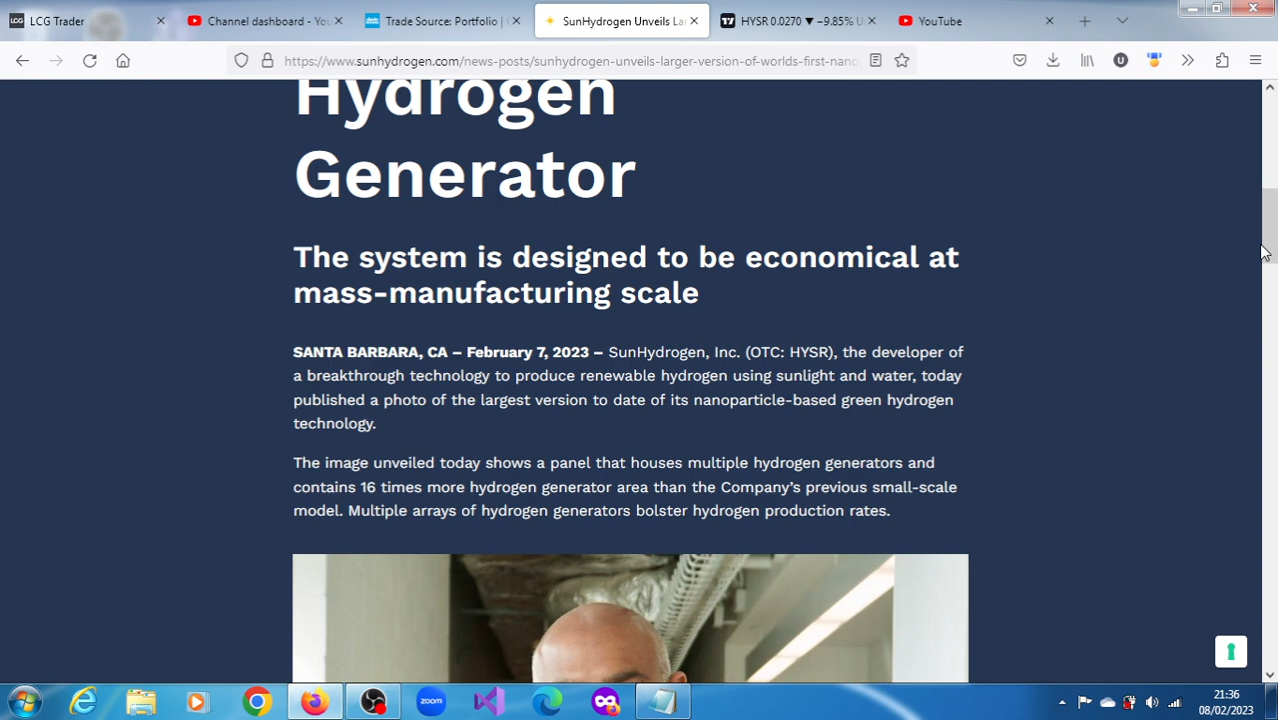 LCG Trader
Channel dashboard - You
Trade Source: Portfolio | 
SunHydrogen Unveils La
HYSR 0.0270 ▼ −9.85% U
YouTube
https://www.sunhydrogen.com/news-posts/sunhydrogen-unveils-larger-version-of-worlds-first-nano
Hydrogen
Generator
The system is designed to be economical at
mass-manufacturing scale
SANTA BARBARA, CA – February 7, 2023 – SunHydrogen, Inc. (OTC: HYSR), the developer of
a breakthrough technology to produce renewable hydrogen using sunlight and water, today
published a photo of the largest version to date of its nanoparticle-based green hydrogen
technology.
The image unveiled today shows a panel that houses multiple hydrogen generators and
contains 16 times more hydrogen generator area than the Company’s previous small-scale
model. Multiple arrays of hydrogen generators bolster hydrogen production rates.
zoom
21:36
08/02/2023